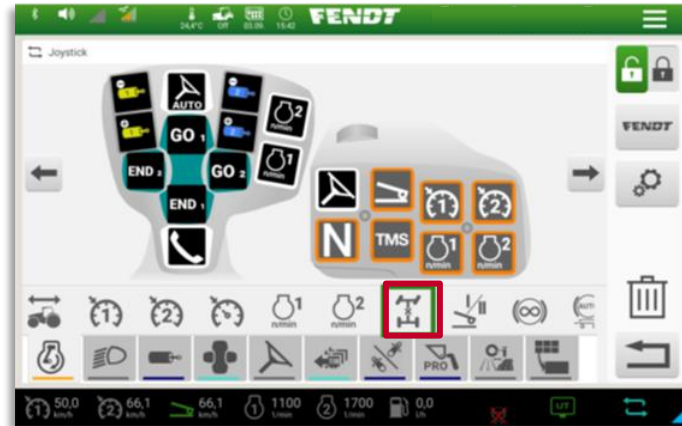 24,4°C Off 03.09. 15:42 FENDT
Joystick
AUTO
GO 1
END 2
GO 2
END 1
2
n/min
1
n/min
1
2
N
TMS
1
n/min
2
n/min
FENDT
1
2
1
n/min
2
n/min
I/II
AUTO
PRO
1 50,0 km/h
2 66,1 km/h
66,1 km/h
1 1100 1/min
2 1700 1/min
0,0 l/h
UT